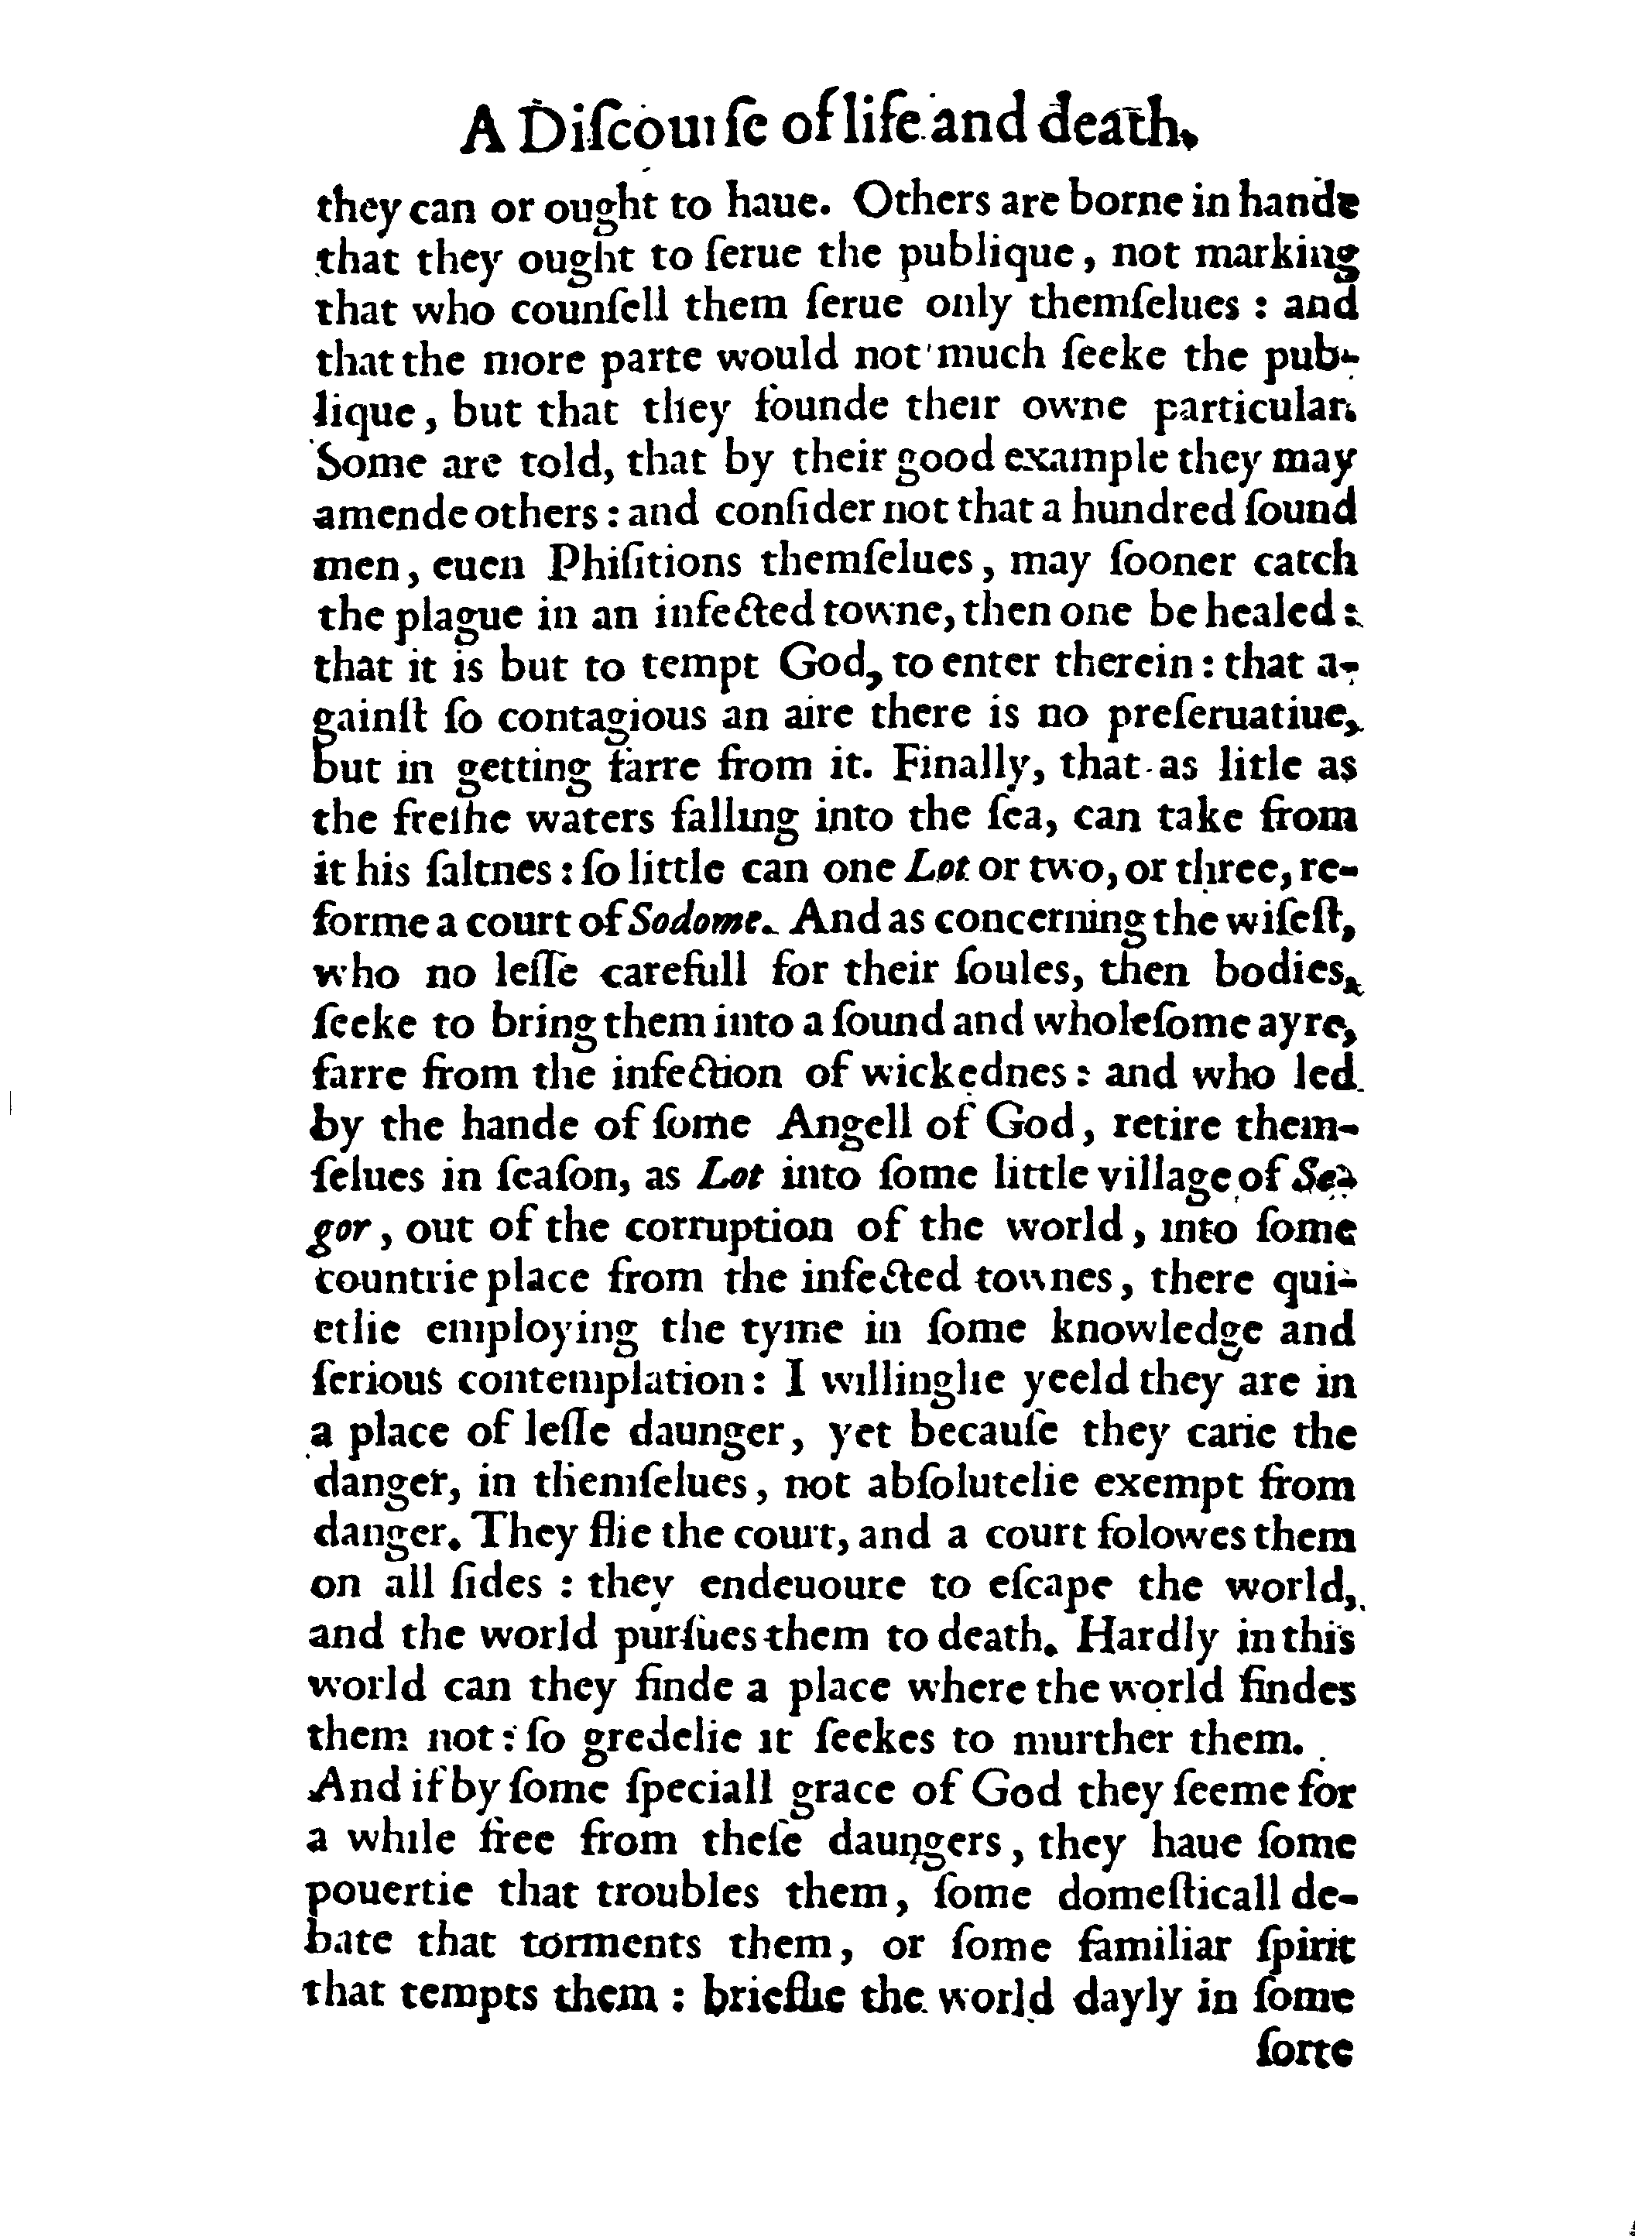 A Diſcourſe of life and death.
they can or ought to haue. Others are borne in hande
that they ought to ſerue the publique, not marking
that who counſell them ſerue only themſelues : and
that the more parte would not much ſeeke the pub-
lique, but that they founde their owne particular.
Some are told, that by their good example they may
amende others : and conſider not that a hundred ſound
men, euen Phiſitions themſelues, may ſooner catch
the plague in an infected towne, then one be healed :
that it is but to tempt God, to enter therein : that a-
gainſt ſo contagious an aire there is no preſeruatiue,
but in getting farre from it. Finally, that as litle as
the freſhe waters falling into the ſea, can take from
it his ſaltnes : ſo little can one Lot or two, or three, re-
forme a court of Sodome. And as concerning the wiſeſt,
who no leſſe carefull for their ſoules, then bodies,
ſeeke to bring them into a ſound and wholeſome ayre,
farre from the infection of wickednes : and who led
by the hande of ſome Angell of God, retire them-
ſelues in ſeaſon, as Lot into ſome little village of Se-
gor, out of the corruption of the world, into ſome
countrie place from the infected townes, there qui-
etlie employing the tyme in ſome knowledge and
ſerious contemplation : I willinglie yeeld they are in
a place of leſſe daunger, yet becauſe they carie the
danger, in themſelues, not abſolutelie exempt from
danger. They flie the court, and a court folowes them
on all ſides : they endeuoure to eſcape the world,
and the world purſues them to death. Hardly in this
world can they finde a place where the world findes
them not : ſo gredelie it ſeekes to murther them.
And if by ſome ſpeciall grace of God they ſeeme for
a while free from theſe daungers, they haue ſome
pouertie that troubles them, ſome domeſticall de-
bate that torments them, or ſome familiar ſpirit
that tempts them : brieflie the world dayly in ſome
ſorte